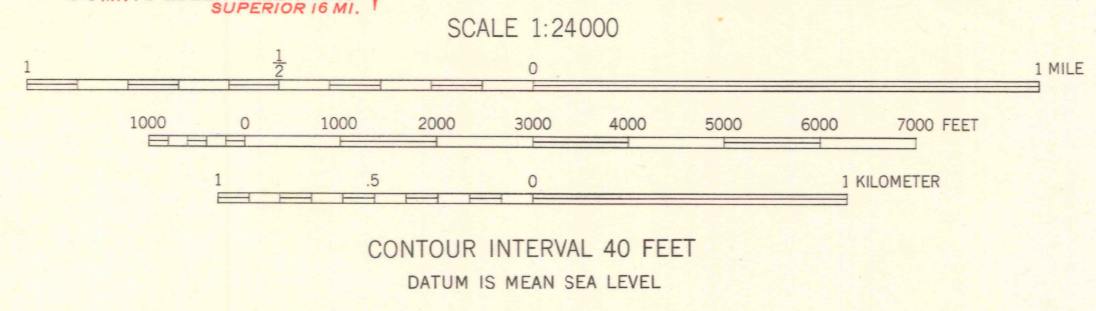 SUPERIOR 16 MI.
SCALE 1:24000
1 1/2 0 1 MILE
1000 0 1000 2000 3000 4000 5000 6000 7000 FEET
1 .5 0 1 KILOMETER
CONTOUR INTERVAL 40 FEET
DATUM IS MEAN SEA LEVEL